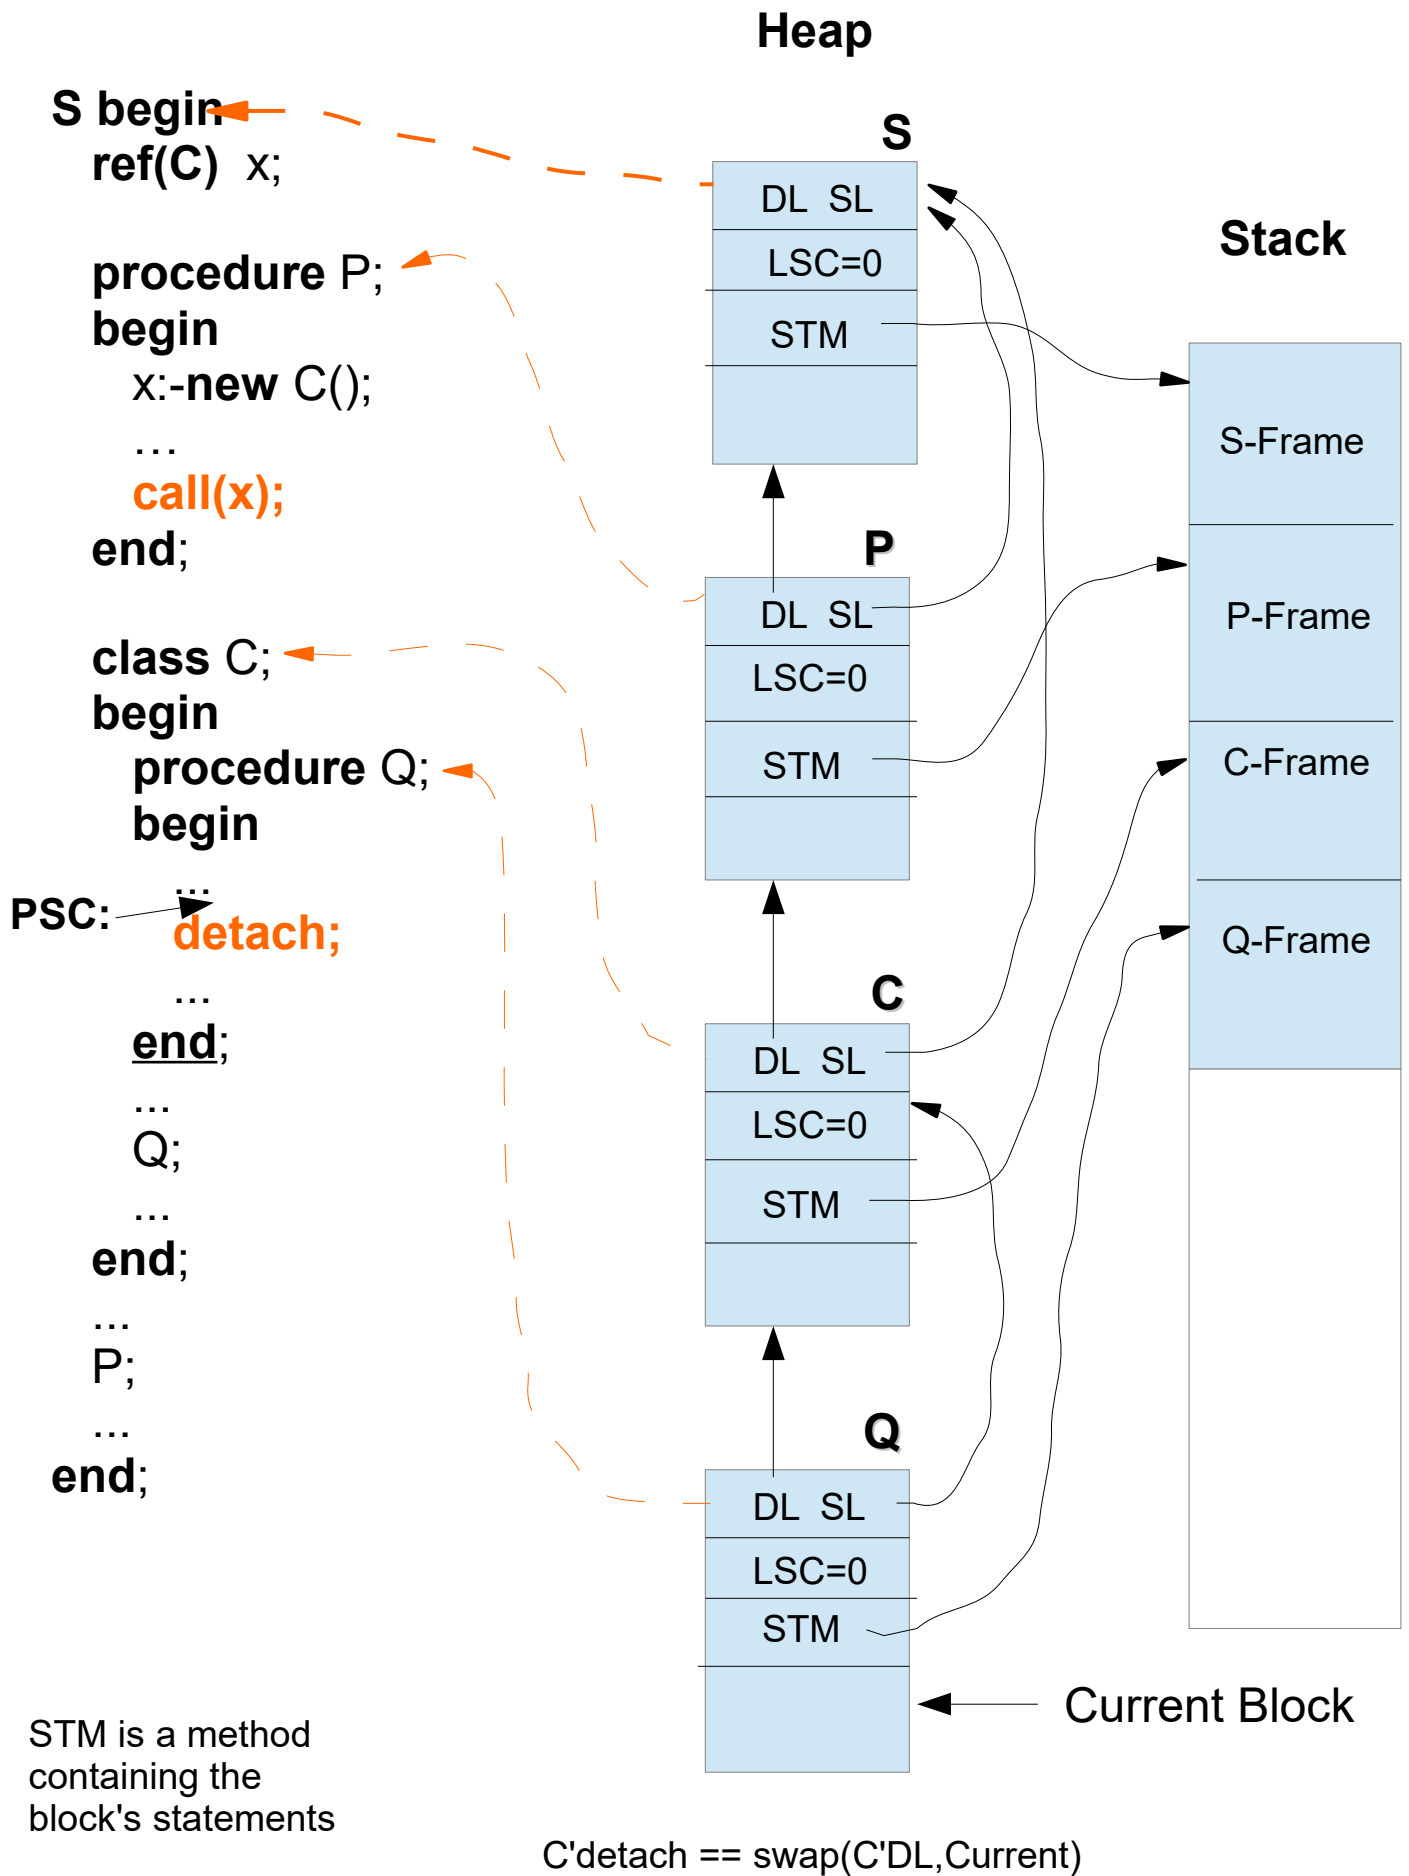 Heap
S begin
ref(C) x;
procedure P;
begin
x:-new C();
...
call(x);
end;
class C;
begin
procedure Q;
begin
...
PSC:
detach;
...
end;
...
Q;
...
end;
...
P;
...
end;
S
DL SL
LSC=0
STM
P
DL SL
LSC=0
STM
C
DL SL
LSC=0
STM
Q
DL SL
LSC=0
STM
Stack
S-Frame
P-Frame
C-Frame
Q-Frame
Current Block
STM is a method
containing the
block's statements
C'detach == swap(C'DL,Current)